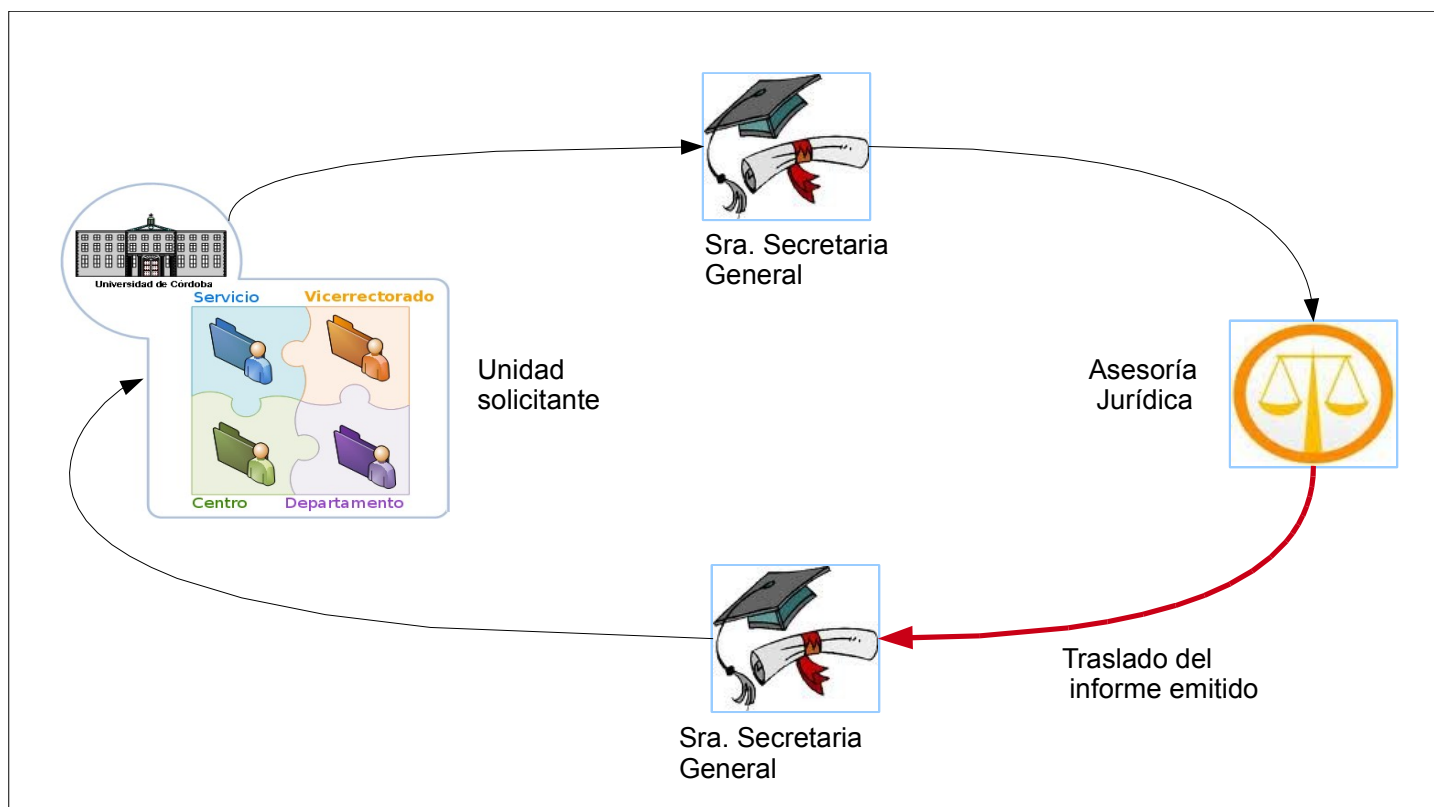 Sra. Secretaria
General
Universidad de Córdoba
Servicio
Vicerrectorado
Centro
Departamento
Unidad
solicitante
Asesoría
Jurídica
Traslado del
informe emitido
Sra. Secretaria
General